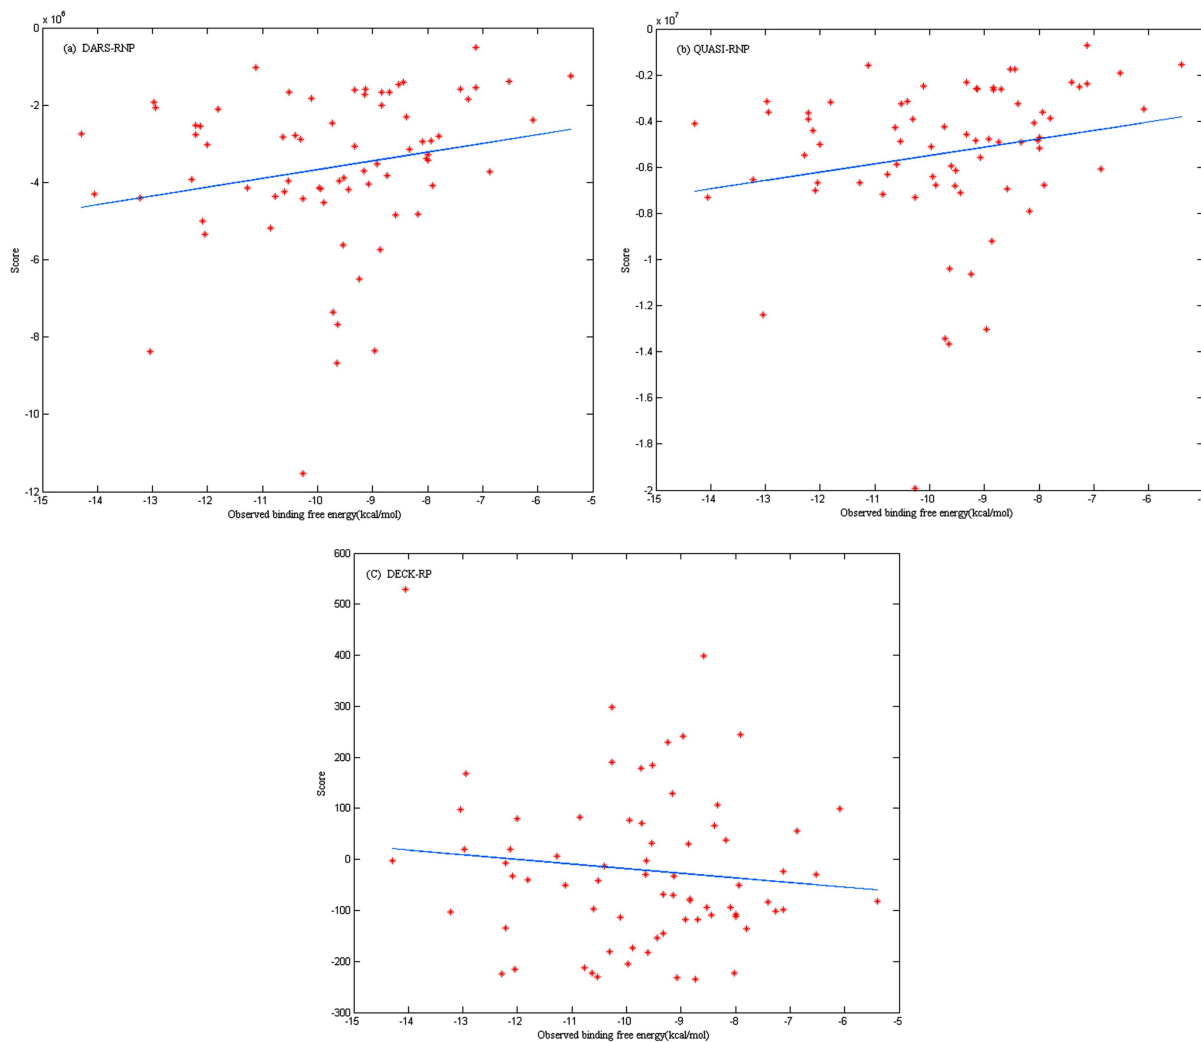 x 10⁶
(a) DARS-RNP
0
-2
-4
-6
-8
-10
-12
Score
-15 -14 -13 -12 -11 -10 -9 -8 -7 -6 -5
Observed binding free energy(kcal/mol)
x 10⁷
(b) QUASI-RNP
0
-0.2
-0.4
-0.6
-0.8
-1
-1.2
-1.4
-1.6
-1.8
-2
Score
-15 -14 -13 -12 -11 -10 -9 -8 -7 -6
Observed binding free energy(kcal/mol)
(C) DECK-RP
600
500
400
300
200
100
0
-100
-200
-300
Score
-15 -14 -13 -12 -11 -10 -9 -8 -7 -6 -5
Observed binding free energy(kcal/mol)